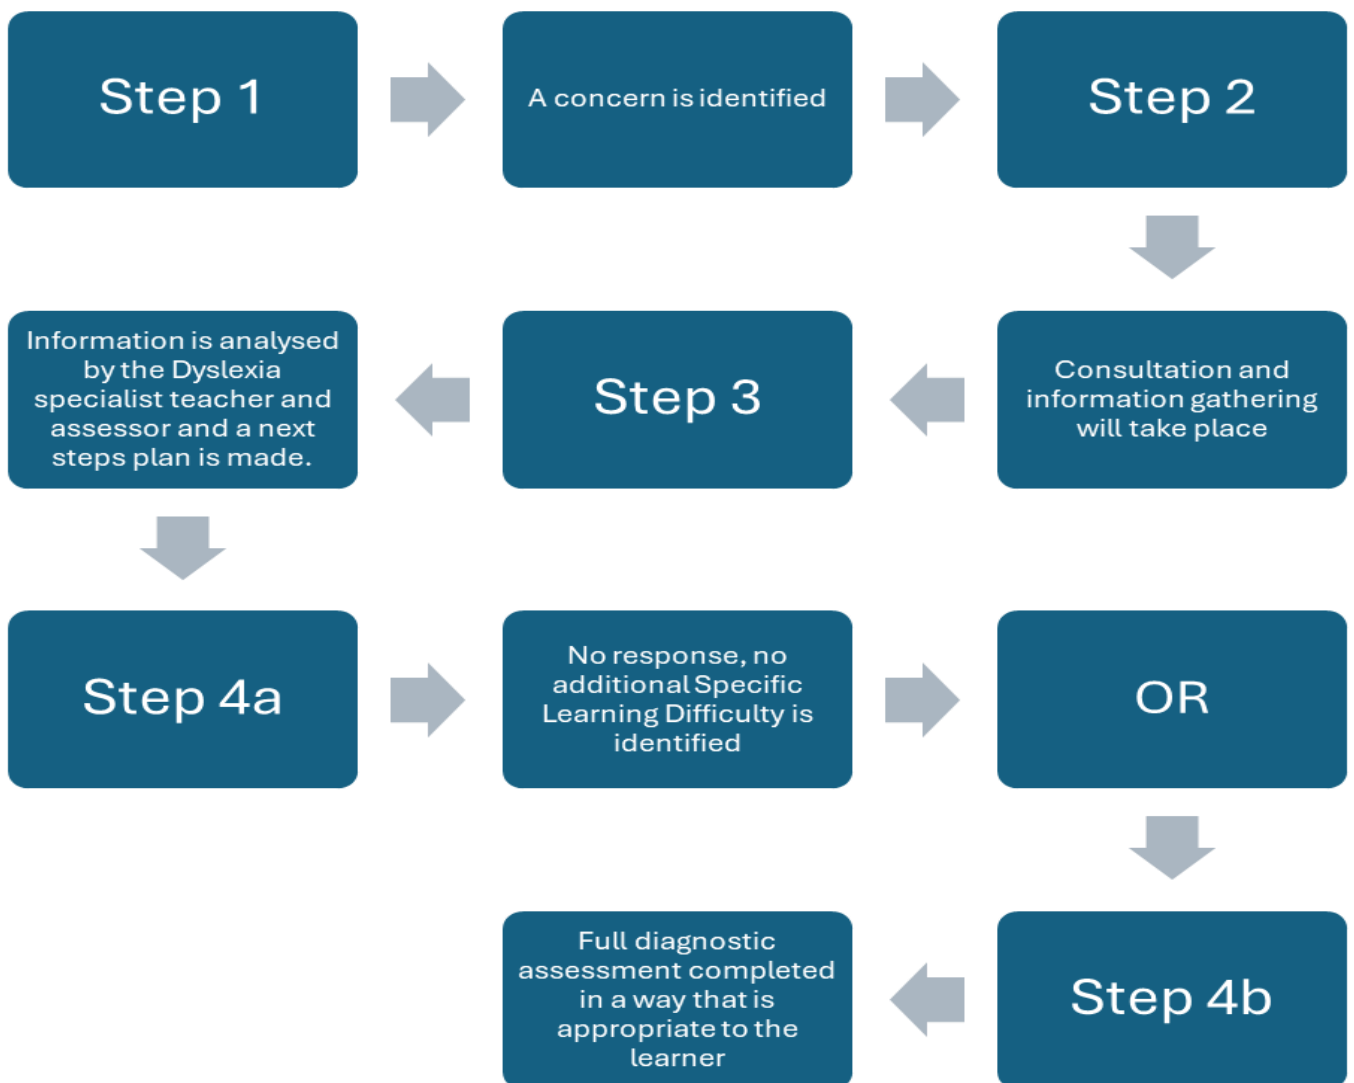 Step 1
A concern is identified
Step 2
Consultation and
information gathering
will take place
Step 3
Information is analysed
by the Dyslexia
specialist teacher and
assessor and a next
steps plan is made.
Step 4a
No response, no
additional Specific
Learning Difficulty is
identified
OR
Step 4b
Full diagnostic
assessment completed
in a way that is
appropriate to the
learner